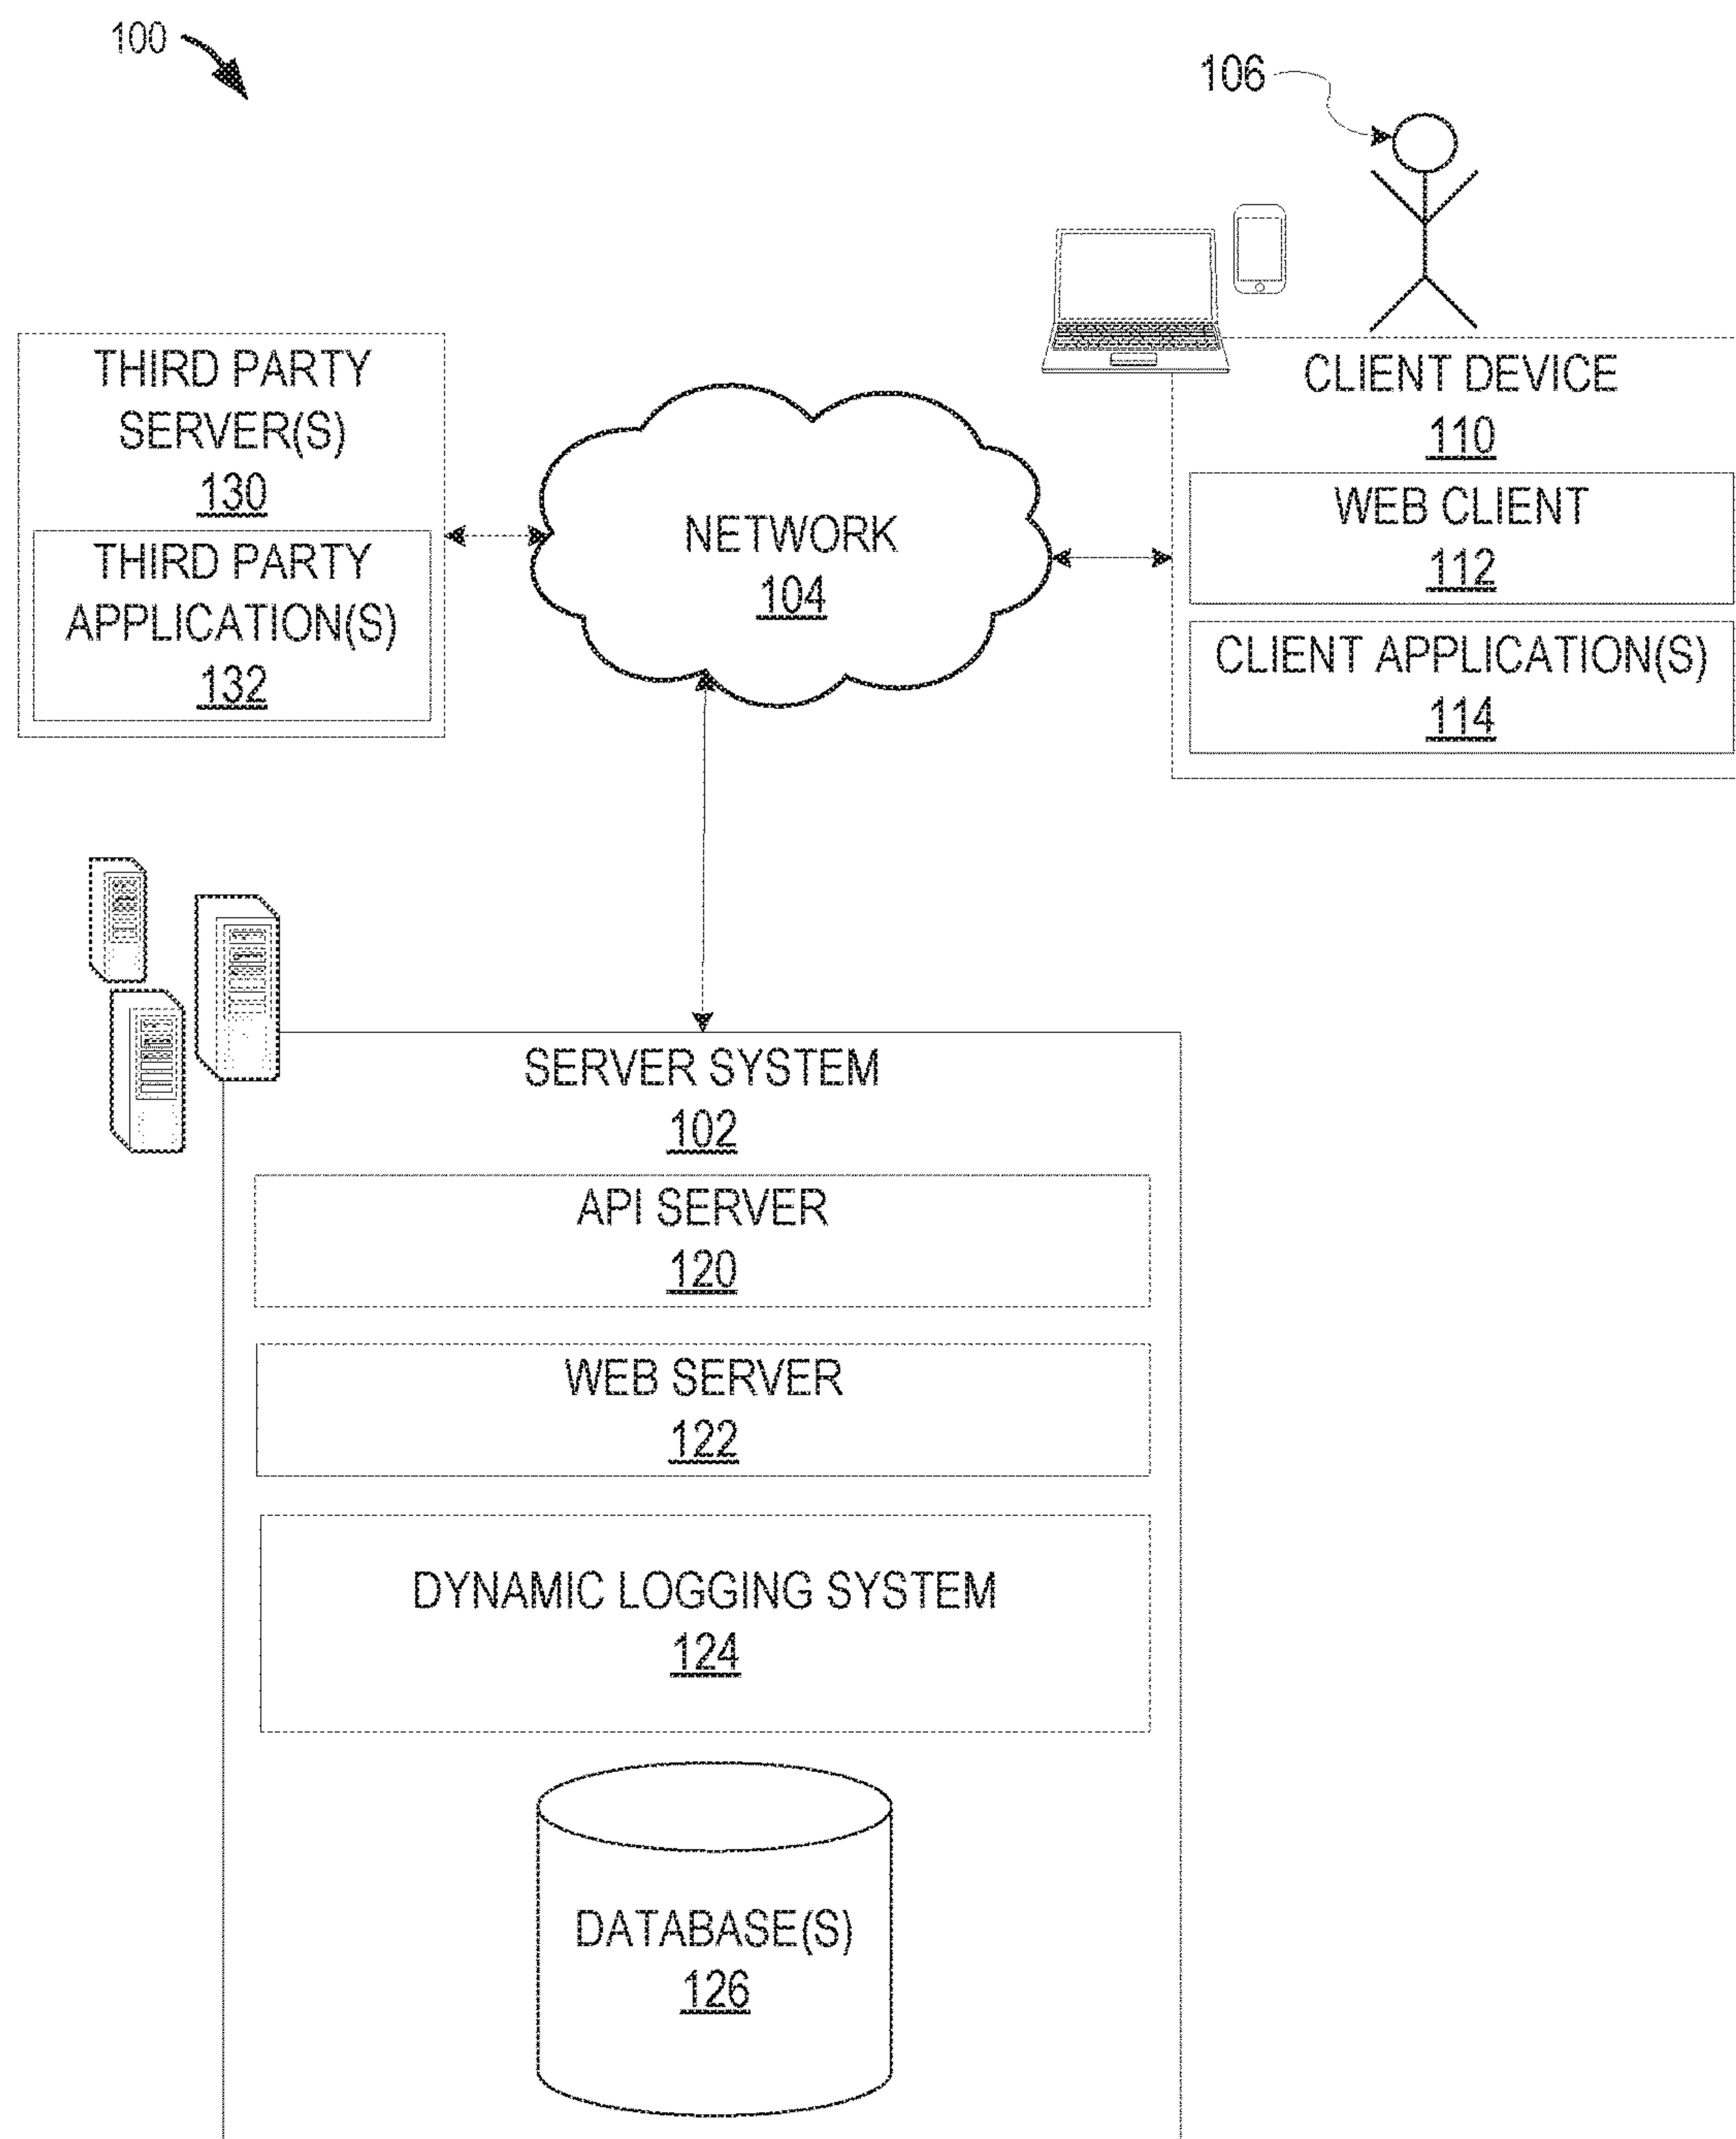 100
106
THIRD PARTY
SERVER(S)
130
THIRD PARTY
APPLICATION(S)
132
NETWORK
104
CLIENT DEVICE
110
WEB CLIENT
112
CLIENT APPLICATION(S)
114
SERVER SYSTEM
102
API SERVER
120
WEB SERVER
122
DYNAMIC LOGGING SYSTEM
124
DATABASE(S)
126